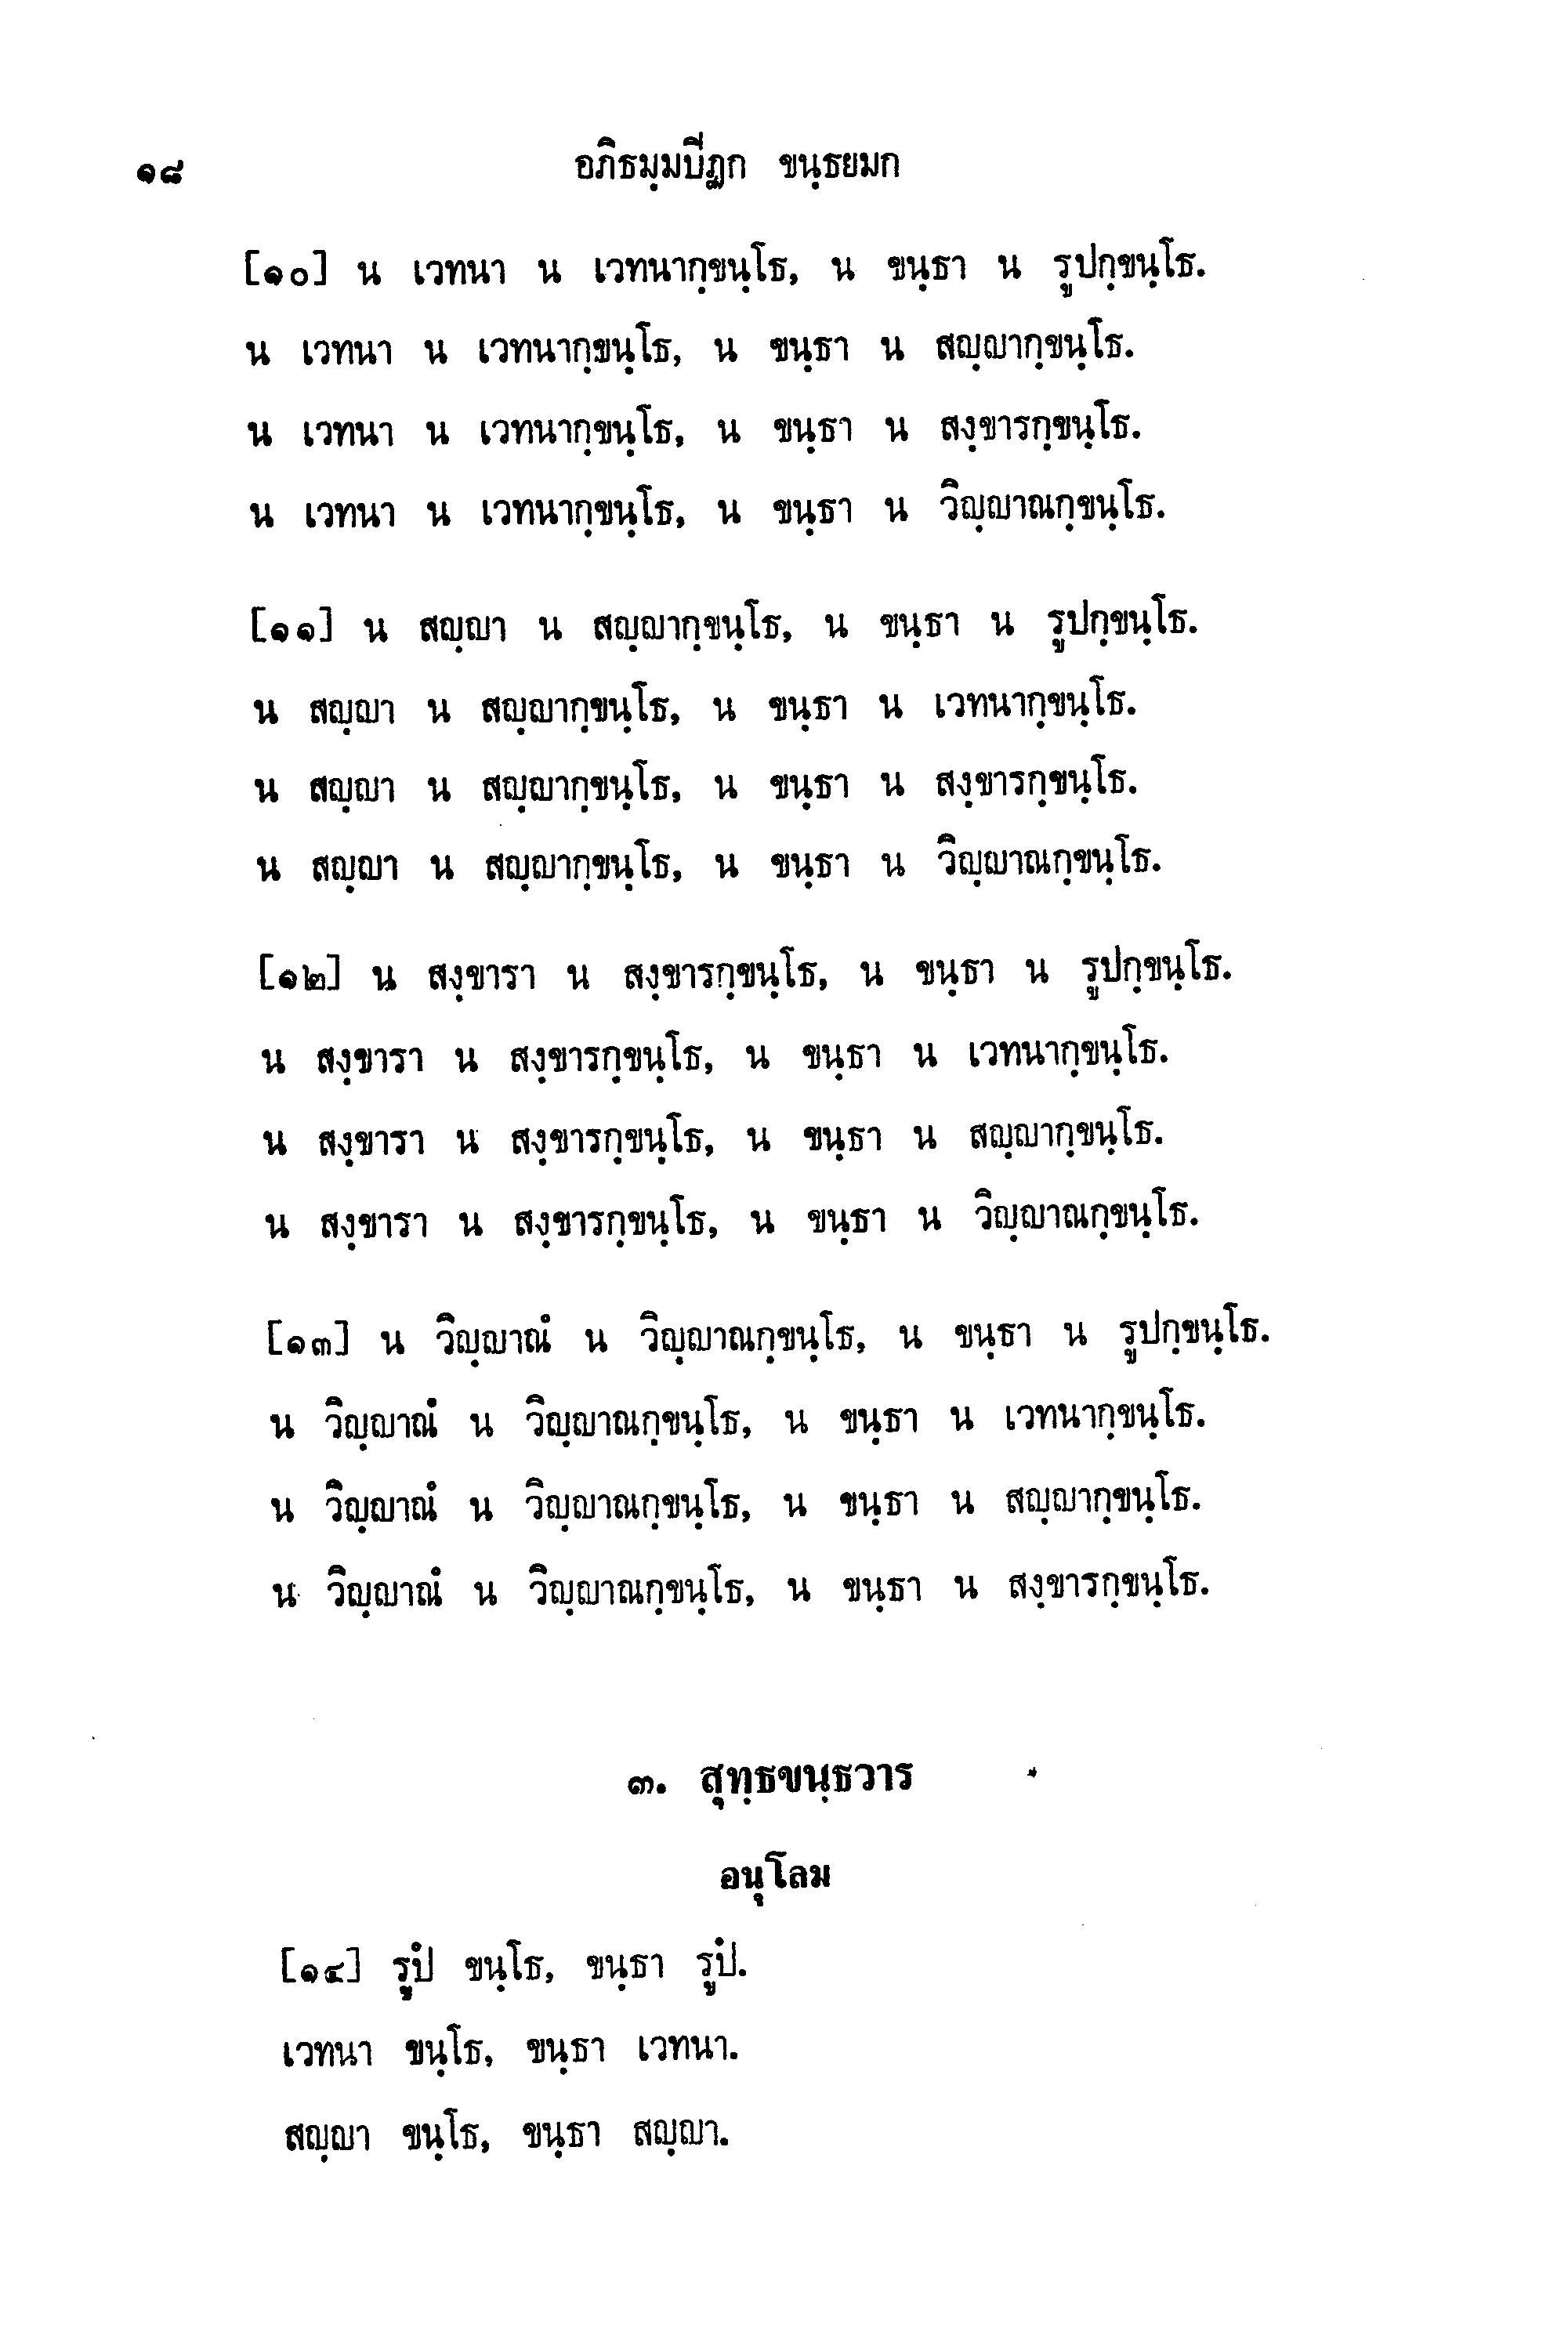 ๑๘ อภิธมฺมปีฏก ขนฺธยมก
[๑๐] น เวทนา น เวทนากฺขนฺโธ, น ขนฺธา น รูปกฺขนฺโธ.
น เวทนา น เวทนากฺขนฺโธ, น ขนฺธา น สญฺญากฺขนฺโธ.
น เวทนา น เวทนากฺขนฺโธ, น ขนฺธา น สงฺขารกฺขนฺโธ.
น เวทนา น เวทนากฺขนฺโธ, น ขนฺธา น วิญฺญาณกฺขนฺโธ.
[๑๑] น สญฺญา น สญฺญากฺขนฺโธ, น ขนฺธา น รูปกฺขนฺโธ.
น สญฺญา น สญฺญากฺขนฺโธ, น ขนฺธา น เวทนากฺขนฺโธ.
น สญฺญา น สญฺญากฺขนฺโธ, น ขนฺธา น สงฺขารกฺขนฺโธ.
น สญฺญา น สญฺญากฺขนฺโธ, น ขนฺธา น วิญฺญาณกฺขนฺโธ.
[๑๒] น สงฺขารา น สงฺขารกฺขนฺโธ, น ขนฺธา น รูปกฺขนฺโธ.
น สงฺขารา น สงฺขารกฺขนฺโธ, น ขนฺธา น เวทนากฺขนฺโธ.
น สงฺขารา น สงฺขารกฺขนฺโธ, น ขนฺธา น สญฺญากฺขนฺโธ.
น สงฺขารา น สงฺขารกฺขนฺโธ, น ขนฺธา น วิญฺญาณกฺขนฺโธ.
[๑๓] น วิญฺญาณํ น วิญฺญาณกฺขนฺโธ, น ขนฺธา น รูปกฺขนฺโธ.
น วิญฺญาณํ น วิญฺญาณกฺขนฺโธ, น ขนฺธา น เวทนากฺขนฺโธ.
น วิญฺญาณํ น วิญฺญาณกฺขนฺโธ, น ขนฺธา น สญฺญากฺขนฺโธ.
น วิญฺญาณํ น วิญฺญาณกฺขนฺโธ, น ขนฺธา น สงฺขารกฺขนฺโธ.
๓. สุทฺธขนฺธวาร
อนุโลม
[๑๔] รูปํ ขนฺโธ, ขนฺธา รูปํ.
เวทนา ขนฺโธ, ขนฺธา เวทนา.
สญฺญา ขนฺโธ, ขนฺธา สญฺญา.